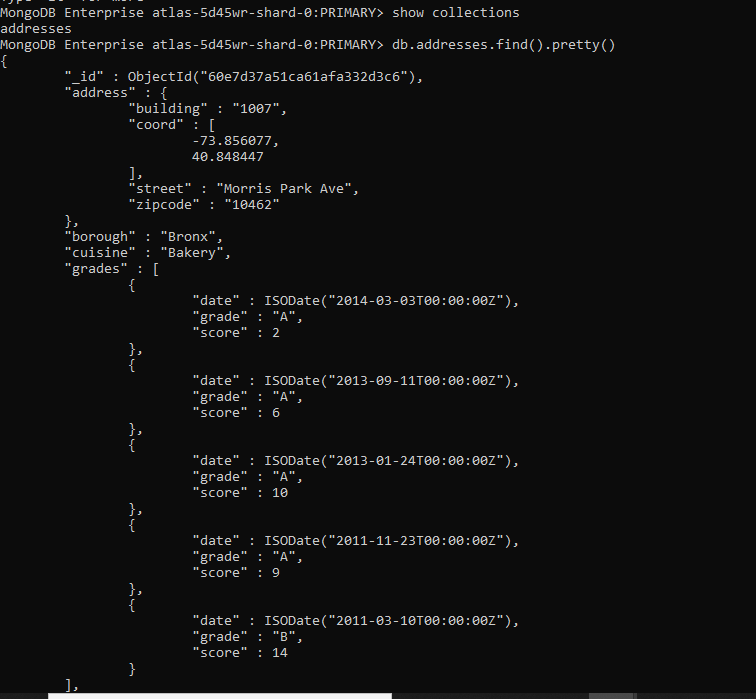 MongoDB Enterprise atlas-5d45wr-shard-0:PRIMARY> show collections
addresses
MongoDB Enterprise atlas-5d45wr-shard-0:PRIMARY> db.addresses.find().pretty()
{
        "_id" : ObjectId("60e7d37a51ca61afa332d3c6"),
        "address" : {
                "building" : "1007",
                "coord" : [
                        -73.856077,
                        40.848447
                ],
                "street" : "Morris Park Ave",
                "zipcode" : "10462"
        },
        "borough" : "Bronx",
        "cuisine" : "Bakery",
        "grades" : [
                {
                        "date" : ISODate("2014-03-03T00:00:00Z"),
                        "grade" : "A",
                        "score" : 2
                },
                {
                        "date" : ISODate("2013-09-11T00:00:00Z"),
                        "grade" : "A",
                        "score" : 6
                },
                {
                        "date" : ISODate("2013-01-24T00:00:00Z"),
                        "grade" : "A",
                        "score" : 10
                },
                {
                        "date" : ISODate("2011-11-23T00:00:00Z"),
                        "grade" : "A",
                        "score" : 9
                },
                {
                        "date" : ISODate("2011-03-10T00:00:00Z"),
                        "grade" : "B",
                        "score" : 14
                }
        ],